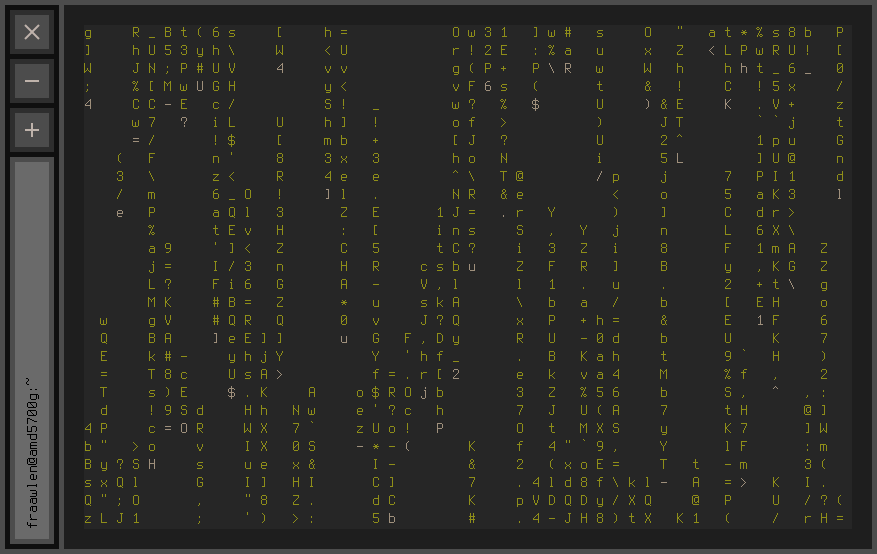 fraawlen@amd5700g:~
g R _ B t ( 6 s [ h = O w 3 1 ] w # s O " a t * % s 8 b P
] h U 5 3 y h \ W < U r ! 2 E : % a u x Z < L P w R U ! [
W J N ; P # U V 4 v v g ( P + P \ R w W h h h t _ 6 _ 0
; % [ M w U G H y < v F 6 s ( t & ! C ! 5 x /
4 C C - E c / S ! _ w ? % $ U ) & E K . V + z
w 7 ? i L U h ] ! o f > ) J T ` ` j t
= / ! $ [ m b + [ J ? U 2 ^ 1 p u G
( F n ' 8 3 x 3 h o N i 5 L ] U @ n
3 \ z < R 4 e e ^ \ T @ / p j 7 P I 1 d
/ m 6 _ O ! ] l . N R & e < o 5 a K 3 l
e P a Q l 3 Z E 1 J = . r Y ) ] C d r >
% t E v H : [ i n s S , Y j n L 6 X \
a 9 ' ] < Z C 5 t C ? i 3 Z i 8 F 1 m A Z
j = I / 3 n H R c s b u Z F R ] B y , K G Z
L ? F i 6 G A - V , l l 1 . u . 2 + t \ g
M K # B = Z * u s k A \ b a / & [ E H o
w g V # Q R Q 0 v J ? Q x P + h = b E 1 F 6
Q B A ] e E ] ] u G F , D y R U - 0 d & U K 7
E k # - y h j Y Y ' h f _ . B K a h b 9 ` H )
= T 8 c U s A > f = . r [ 2 e k v a 4 M % f , 2
T s ) E $ . K A o $ R O j b 3 Z % 5 6 b S , ^ , :
d ! 9 S d H h N w e ' ? c h 7 J U ( A 7 t H @ ]
4 P c = O R W X 7 ` z U o ! P O t M X S y K 7 ] W
b " > o v I X 0 S - * - ( K f 4 " ` 9 , Y l F : m
B y ? S H s u e x & I - & 2 ( x o E = T - t m 3 (
s x Q l G I ] H I C ] 7 . 4 l d 8 f \ k l - A = > K I .
Q ; O , " 8 Z . d C K V D Q D y / x Q @ P U / ? (
z L J 1 ; ' ) > : 5 b # . 4 - J H 8 ) T X K 1 ( / r H =